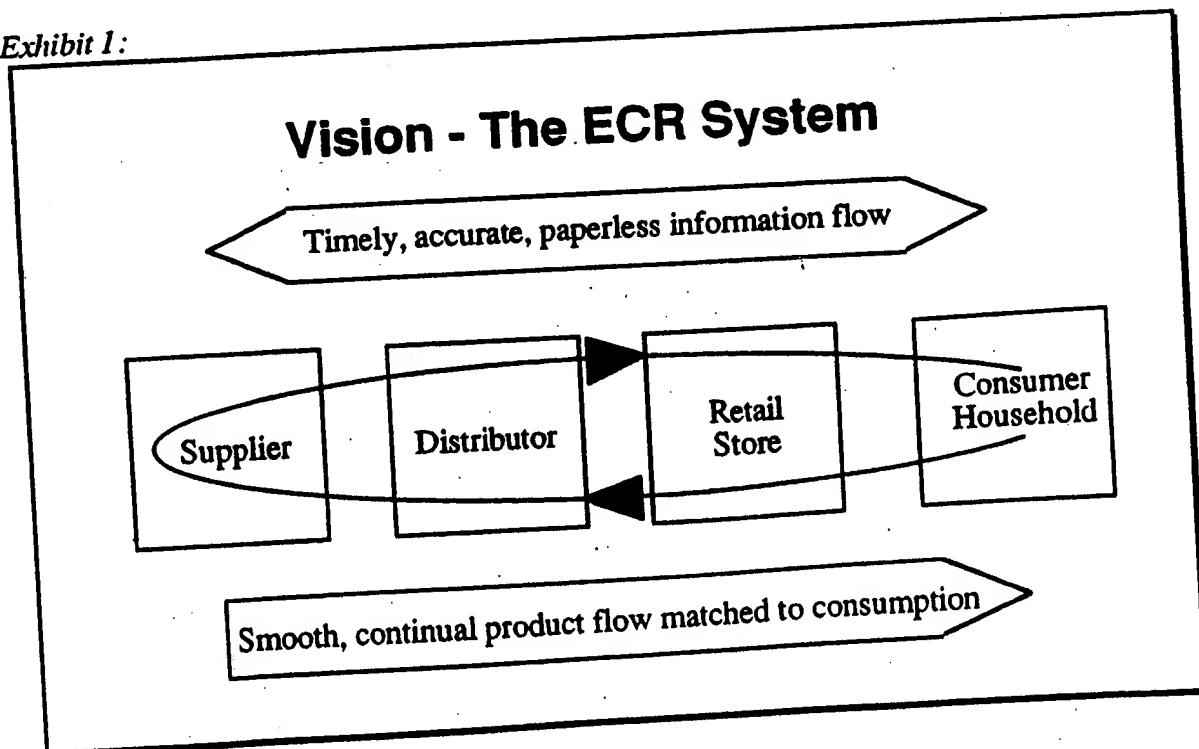 Exhibit 1:
Vision - The ECR System
Timely, accurate, paperless information flow
Supplier
Distributor
Retail
Store
Consumer
Household
Smooth, continual product flow matched to consumption